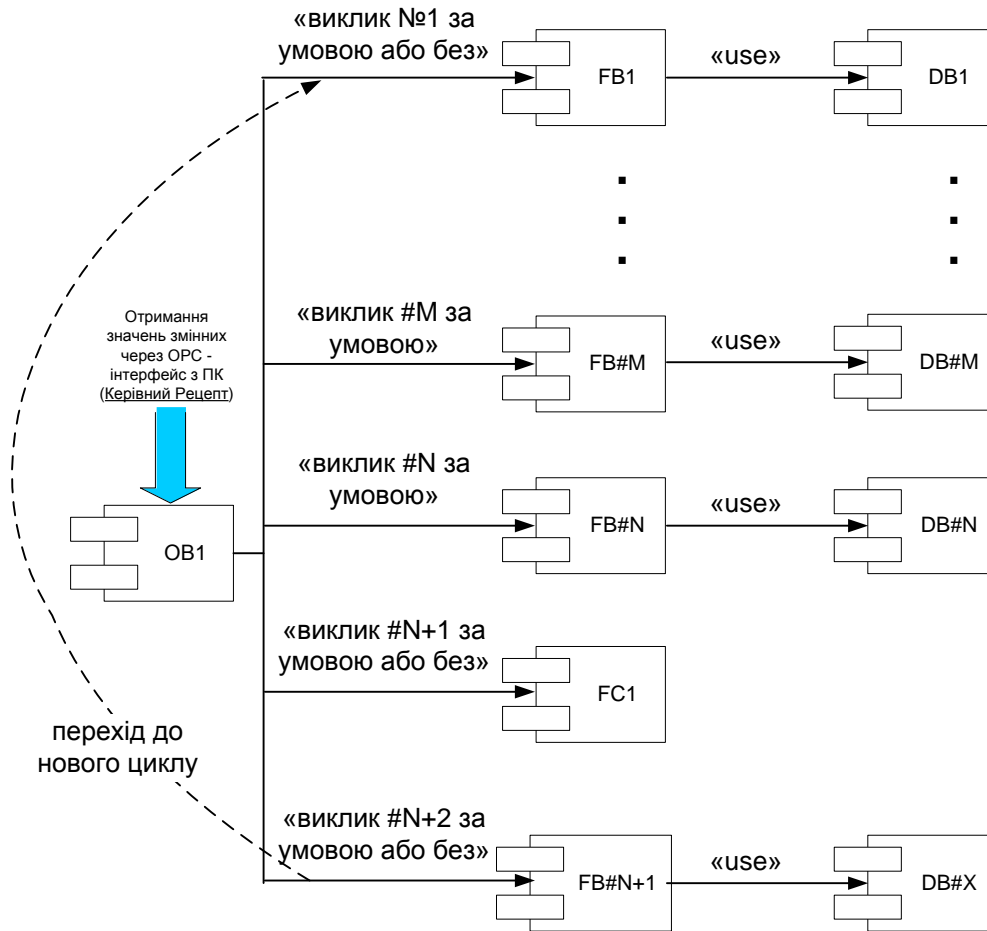 «виклик №1 за
умовою або без»
FB1
«use»
DB1
«виклик #M за
умовою»
FB#M
«use»
DB#M
Отримання
значень змінних
через OPC -
інтерфейс з ПК
(Керівний Рецепт)
«виклик #N за
умовою»
FB#N
«use»
DB#N
OB1
«виклик #N+1 за
умовою або без»
FC1
перехід до
нового циклу
«виклик #N+2 за
умовою або без»
FB#N+1
«use»
DB#X